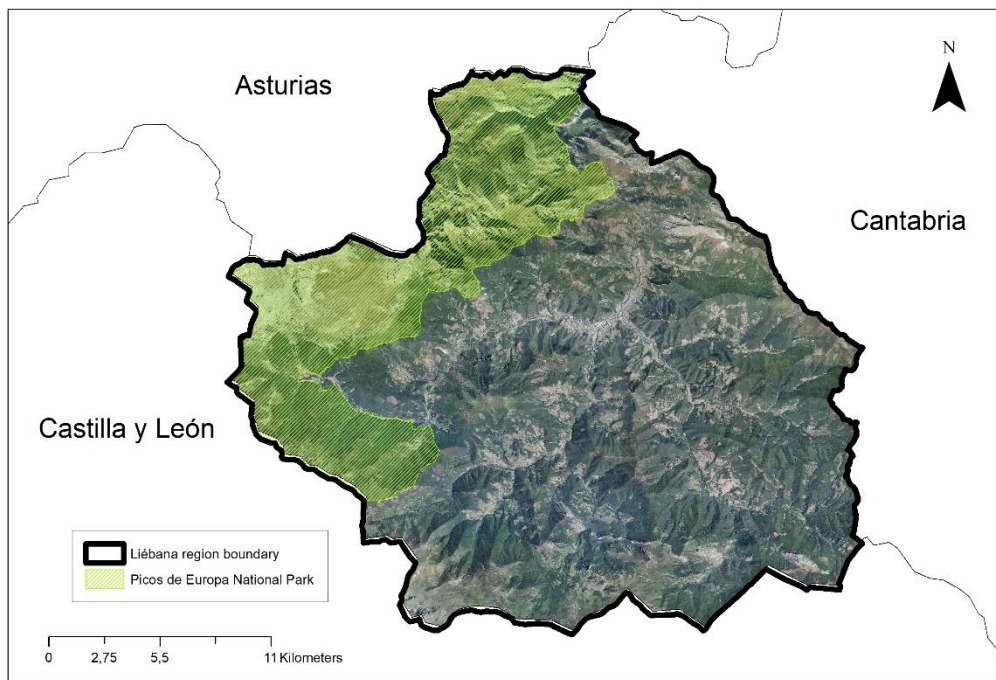 Asturias
N
Cantabria
Castilla y León
Liébana region boundary
Picos de Europa National Park
0 2,75 5,5 11 Kilometers